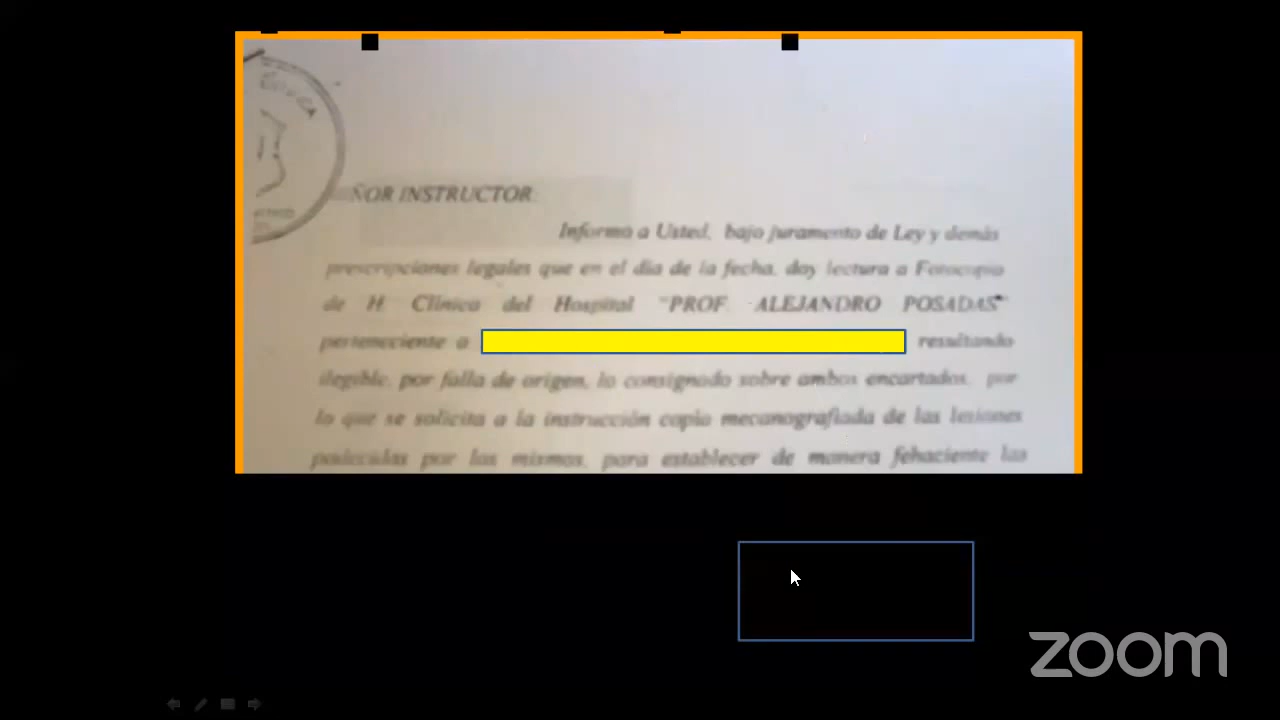 ÑOR INSTRUCTOR:
Informo a Usted, bajo juramento de Ley y demás
prescripciones legales que en el día de la fecha, doy lectura a Fotocopia
de H. Clínica del Hospital "PROF. ALEJANDRO POSADAS"
perteneciente a resultando
ilegible, por falla de origen, lo consignado sobre ambos encartados, por
lo que se solicita a la instrucción copia mecanografiada de las lesiones
padecidas por los mismos, para establecer de manera fehaciente las
zoom